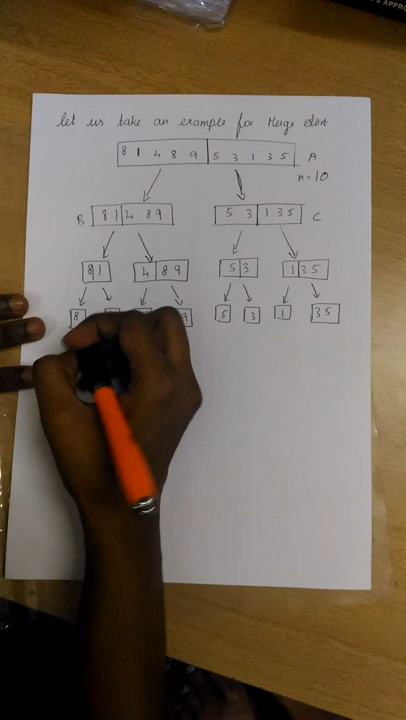 let us take an example for Merge Sort
8 1 4 8 9 5 3 1 3 5 A
n=10
B 8 1 4 8 9 5 3 1 3 5 C
8 1 4 8 9 5 3 1 3 5
8 9 5 3 1 3 5